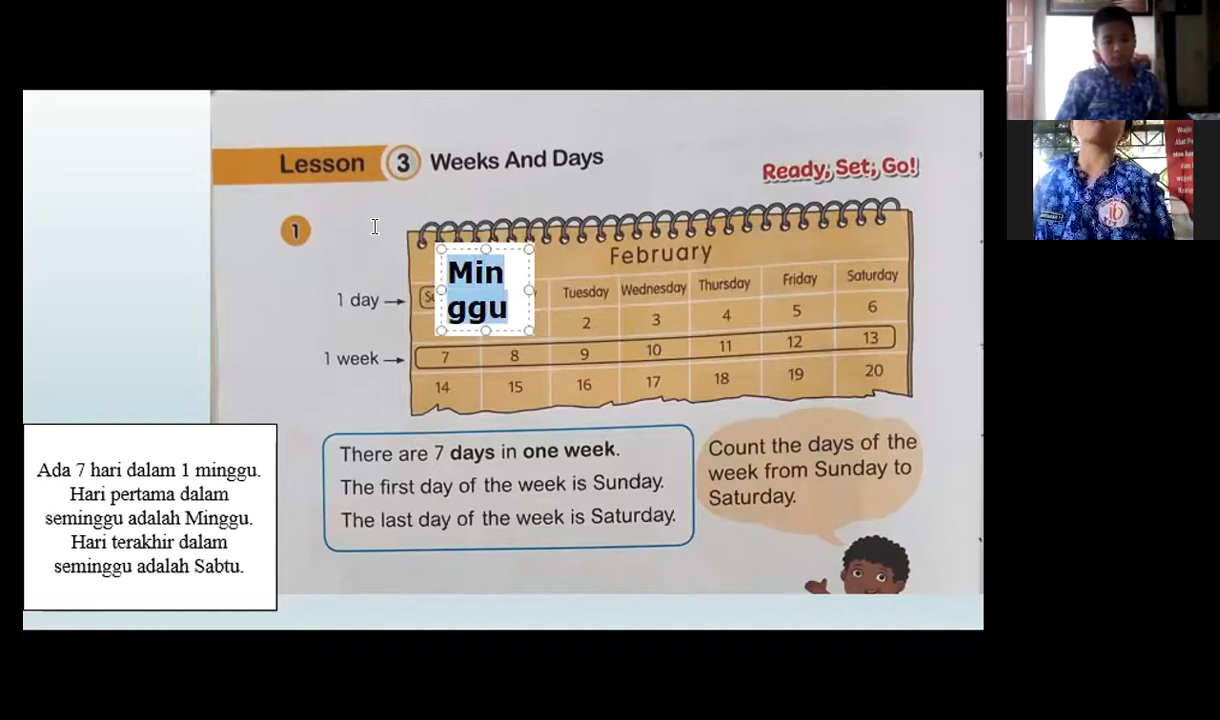 Lesson 3 Weeks And Days
Ready, Set, Go!
1
February
Min
ggu
1 day
Tuesday Wednesday Thursday Friday Saturday
2 3 4 5 6
1 week
7 8 9 10 11 12 13
14 15 16 17 18 19 20
There are 7 days in one week.
The first day of the week is Sunday.
The last day of the week is Saturday.
Count the days of the
week from Sunday to
Saturday.
Ada 7 hari dalam 1 minggu.
Hari pertama dalam
seminggu adalah Minggu.
Hari terakhir dalam
seminggu adalah Sabtu.